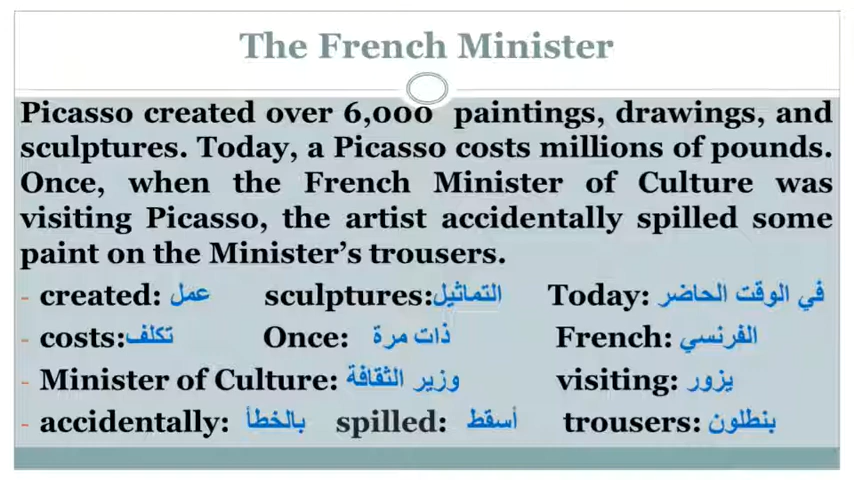 The French Minister
Picasso created over 6,000 paintings, drawings, and
sculptures. Today, a Picasso costs millions of pounds.
Once, when the French Minister of Culture was
visiting Picasso, the artist accidentally spilled some
paint on the Minister's trousers.
- created: عمل sculptures: التماثيل Today: في الوقت الحاضر
- costs: تكلف Once: ذات مرة French: الفرنسي
- Minister of Culture: وزير الثقافة visiting: يزور
- accidentally: بالخطأ spilled: أسقط trousers: بنطلون